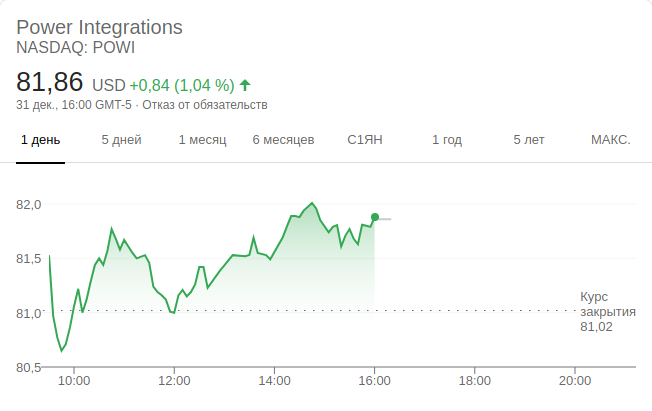 Power Integrations
NASDAQ: POWI
81,86 USD +0,84 (1,04 %)
31 дек., 16:00 GMT-5 · Отказ от обязательств
1 день 5 дней 1 месяц 6 месяцев С1ЯН 1 год 5 лет МАКС.
82,0
81,5
81,0
80,5
Курс
закрытия
81,02
10:00 12:00 14:00 16:00 18:00 20:00